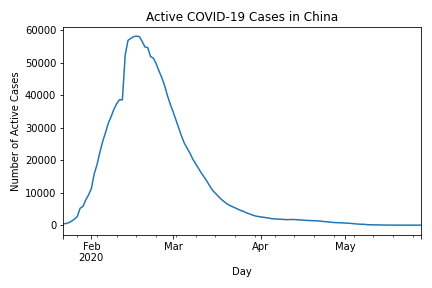 Active COVID-19 Cases in China
Number of Active Cases
60000
50000
40000
30000
20000
10000
0
Feb Mar Apr May
2020
Day